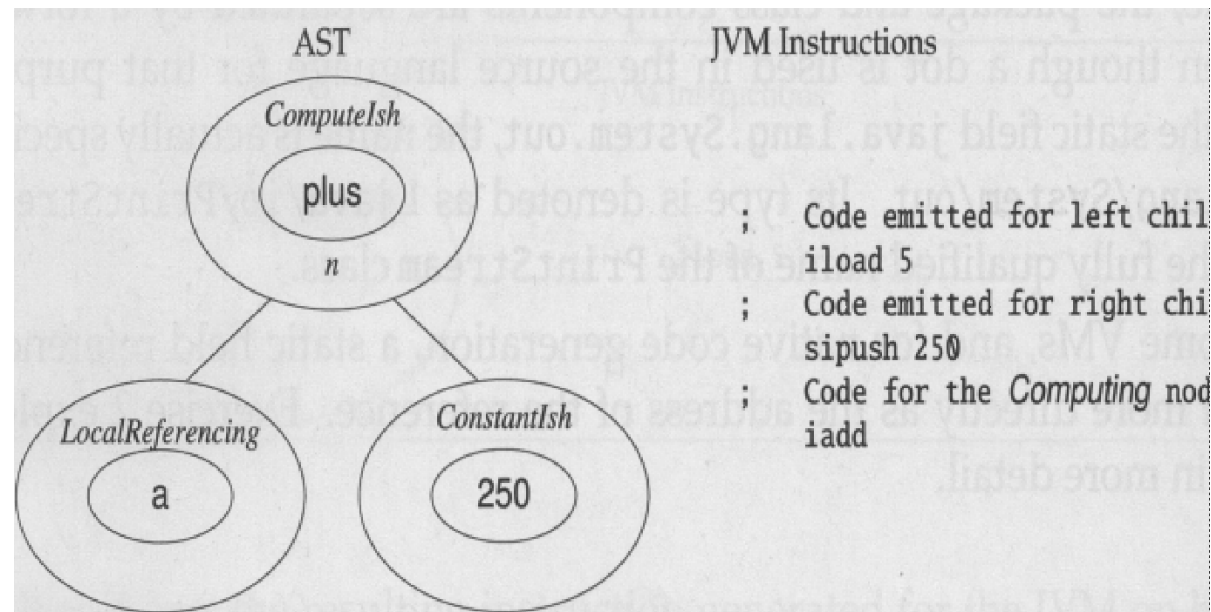 AST
JVM Instructions
ComputeIsh
plus
n
LocalReferencing
a
ConstantIsh
250
; Code emitted for left chil
iload 5
; Code emitted for right chi
sipush 250
; Code for the Computing nod
iadd